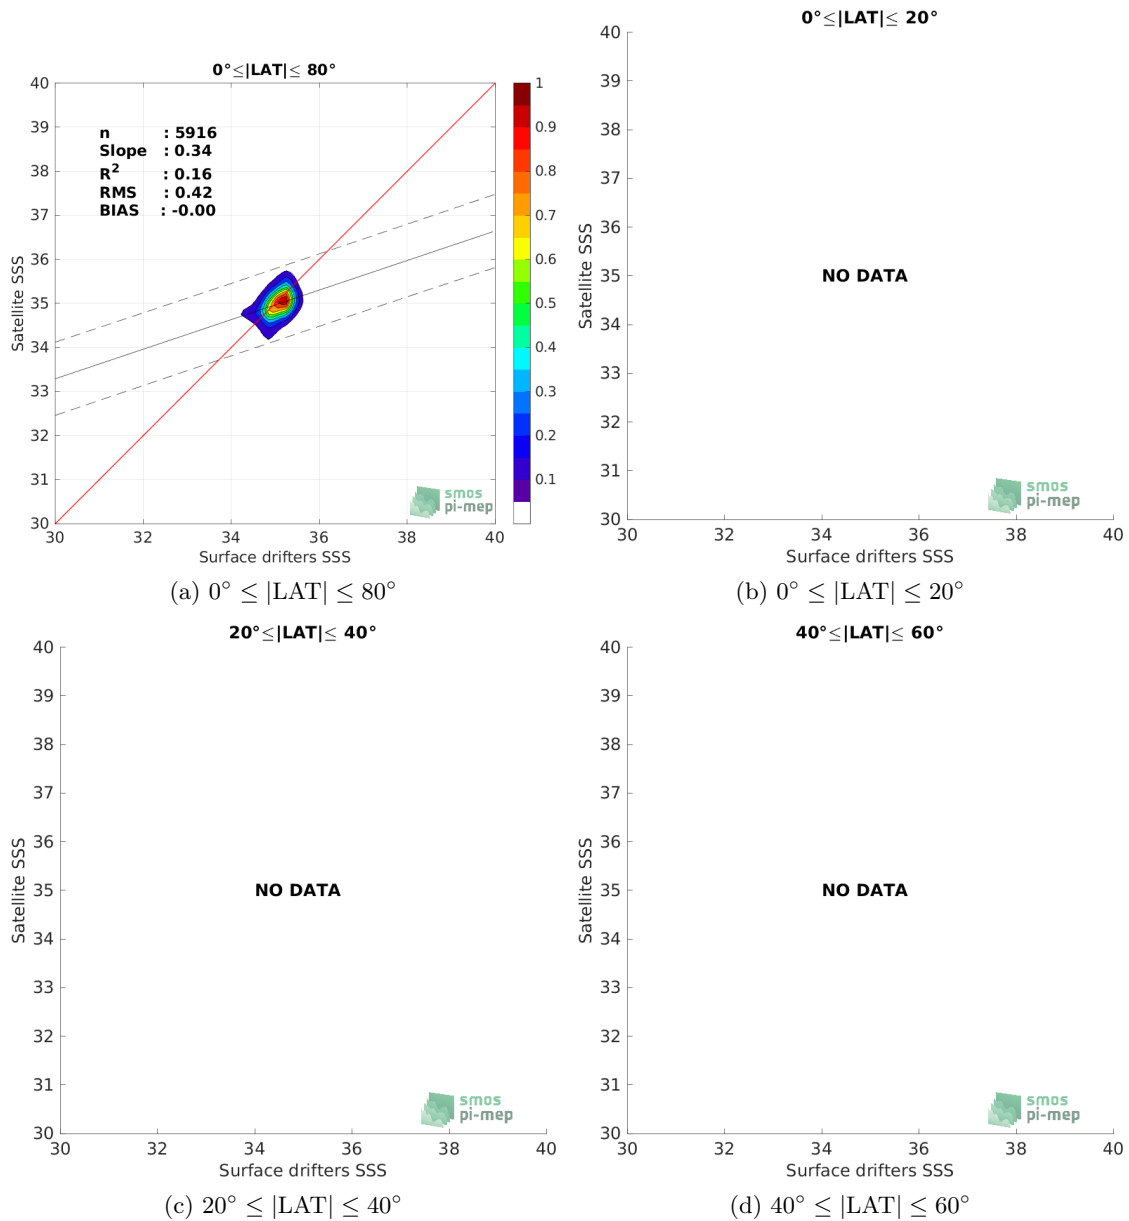 0°≤|LAT|≤ 80°
40
39
38
37
36
35
34
33
32
31
30
n : 5916
Slope : 0.34
R² : 0.16
RMS : 0.42
BIAS : -0.00
Satellite SSS
30 32 34 36 38 40
Surface drifters SSS
1
0.9
0.8
0.7
0.6
0.5
0.4
0.3
0.2
0.1
smos
pi-mep
(a) 0° ≤ |LAT| ≤ 80°
0°≤|LAT|≤ 20°
40
39
38
37
36
35
34
33
32
31
30
Satellite SSS
NO DATA
smos
pi-mep
30 32 34 36 38 40
Surface drifters SSS
(b) 0° ≤ |LAT| ≤ 20°
20°≤|LAT|≤ 40°
40
39
38
37
36
35
34
33
32
31
30
Satellite SSS
NO DATA
smos
pi-mep
30 32 34 36 38 40
Surface drifters SSS
(c) 20° ≤ |LAT| ≤ 40°
40°≤|LAT|≤ 60°
40
39
38
37
36
35
34
33
32
31
30
Satellite SSS
NO DATA
smos
pi-mep
30 32 34 36 38 40
Surface drifters SSS
(d) 40° ≤ |LAT| ≤ 60°